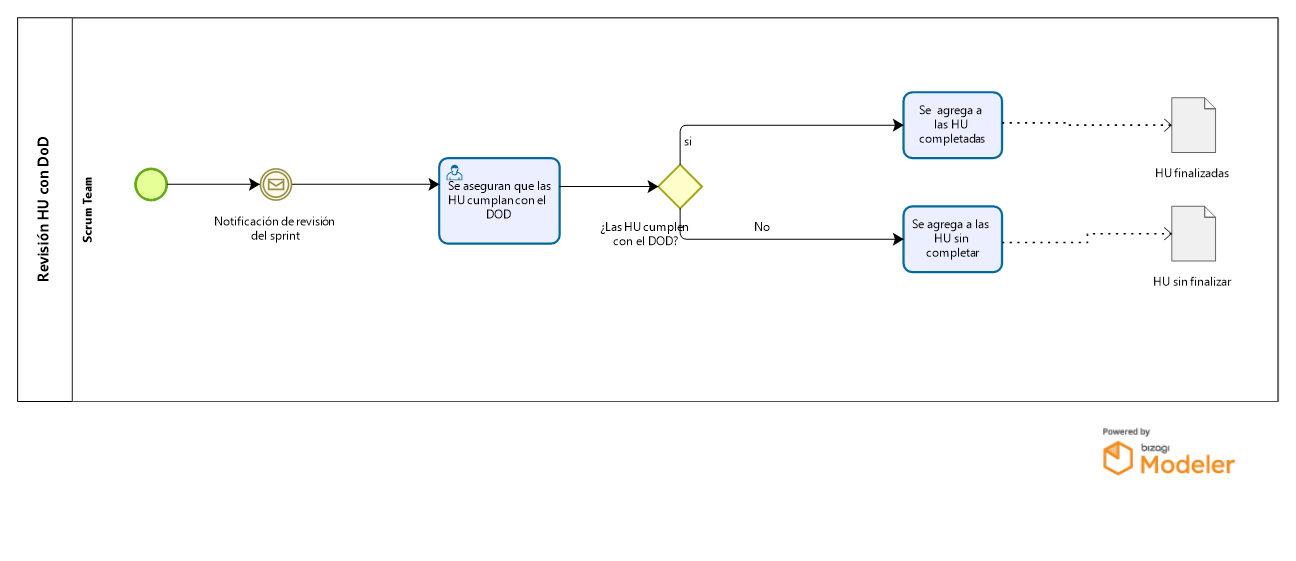 Revisión HU con DoD
Scrum Team
Notificación de revisión
del sprint
Se aseguran que las
HU cumplan con el
DOD
¿Las HU cumplen
con el DOD?
si
No
Se agrega a
las HU
completadas
Se agrega a las
HU sin
completar
HU finalizadas
HU sin finalizar
Powered by
bizagi
Modeler